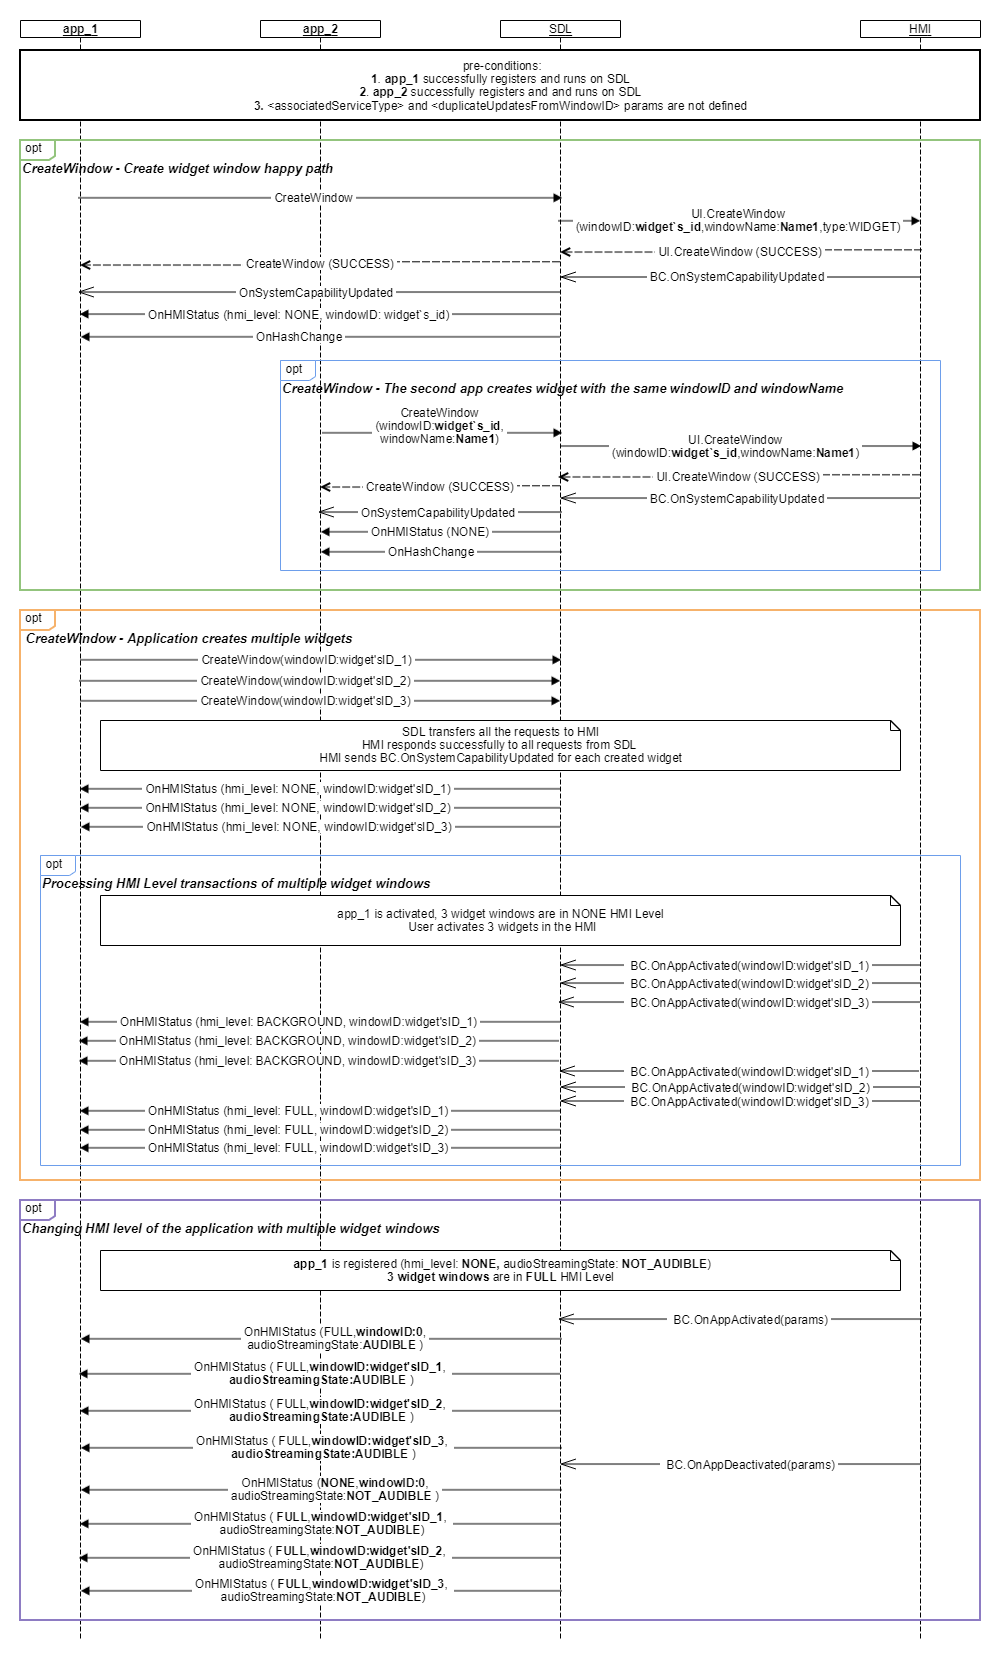 app_1
app_2
SDL
HMI
pre-conditions:
1. app_1 successfully registers and runs on SDL
2. app_2 successfully registers and and runs on SDL
3. <associatedServiceType> and <duplicateUpdatesFromWindowID> params are not defined
opt
CreateWindow - Create widget window happy path
CreateWindow
UI.CreateWindow
(windowID:widget`s_id,windowName:Name1,type:WIDGET)
UI.CreateWindow (SUCCESS)
CreateWindow (SUCCESS)
BC.OnSystemCapabilityUpdated
OnSystemCapabilityUpdated
OnHMIStatus (hmi_level: NONE, windowID: widget`s_id)
OnHashChange
opt
CreateWindow - The second app creates widget with the same windowID and windowName
CreateWindow
(windowID:widget`s_id,
windowName:Name1)
UI.CreateWindow
(windowID:widget`s_id,windowName:Name1)
UI.CreateWindow (SUCCESS)
CreateWindow (SUCCESS)
BC.OnSystemCapabilityUpdated
OnSystemCapabilityUpdated
OnHMIStatus (NONE)
OnHashChange
opt
CreateWindow - Application creates multiple widgets
CreateWindow(windowID:widget'sID_1)
CreateWindow(windowID:widget'sID_2)
CreateWindow(windowID:widget'sID_3)
SDL transfers all the requests to HMI
HMI responds successfully to all requests from SDL
HMI sends BC.OnSystemCapabilityUpdated for each created widget
OnHMIStatus (hmi_level: NONE, windowID:widget'sID_1)
OnHMIStatus (hmi_level: NONE, windowID:widget'sID_2)
OnHMIStatus (hmi_level: NONE, windowID:widget'sID_3)
opt
Processing HMI Level transactions of multiple widget windows
app_1 is activated, 3 widget windows are in NONE HMI Level
User activates 3 widgets in the HMI
BC.OnAppActivated(windowID:widget'sID_1)
BC.OnAppActivated(windowID:widget'sID_2)
BC.OnAppActivated(windowID:widget'sID_3)
OnHMIStatus (hmi_level: BACKGROUND, windowID:widget'sID_1)
OnHMIStatus (hmi_level: BACKGROUND, windowID:widget'sID_2)
OnHMIStatus (hmi_level: BACKGROUND, windowID:widget'sID_3)
BC.OnAppActivated(windowID:widget'sID_1)
BC.OnAppActivated(windowID:widget'sID_2)
BC.OnAppActivated(windowID:widget'sID_3)
OnHMIStatus (hmi_level: FULL, windowID:widget'sID_1)
OnHMIStatus (hmi_level: FULL, windowID:widget'sID_2)
OnHMIStatus (hmi_level: FULL, windowID:widget'sID_3)
opt
Changing HMI level of the application with multiple widget windows
app_1 is registered (hmi_level: NONE, audioStreamingState: NOT_AUDIBLE)
3 widget windows are in FULL HMI Level
BC.OnAppActivated(params)
OnHMIStatus (FULL,windowID:0,
audioStreamingState:AUDIBLE )
OnHMIStatus ( FULL,windowID:widget'sID_1,
audioStreamingState:AUDIBLE )
OnHMIStatus ( FULL,windowID:widget'sID_2,
audioStreamingState:AUDIBLE )
OnHMIStatus ( FULL,windowID:widget'sID_3,
audioStreamingState:AUDIBLE )
BC.OnAppDeactivated(params)
OnHMIStatus (NONE,windowID:0,
audioStreamingState:NOT_AUDIBLE )
OnHMIStatus ( FULL,windowID:widget'sID_1,
audioStreamingState:NOT_AUDIBLE)
OnHMIStatus ( FULL,windowID:widget'sID_2,
audioStreamingState:NOT_AUDIBLE)
OnHMIStatus ( FULL,windowID:widget'sID_3,
audioStreamingState:NOT_AUDIBLE)